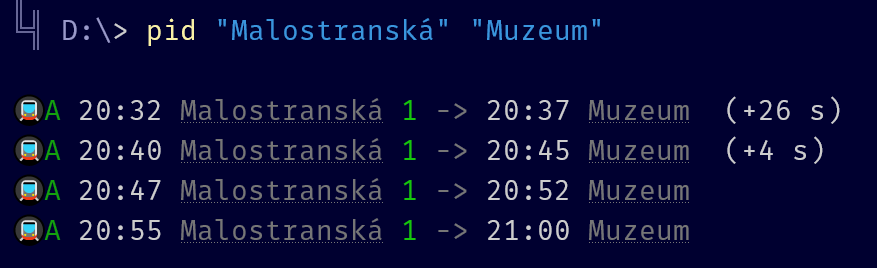 D:\> pid "Malostranská" "Muzeum"
A 20:32 Malostranská 1 -> 20:37 Muzeum (+26 s)
A 20:40 Malostranská 1 -> 20:45 Muzeum (+4 s)
A 20:47 Malostranská 1 -> 20:52 Muzeum
A 20:55 Malostranská 1 -> 21:00 Muzeum